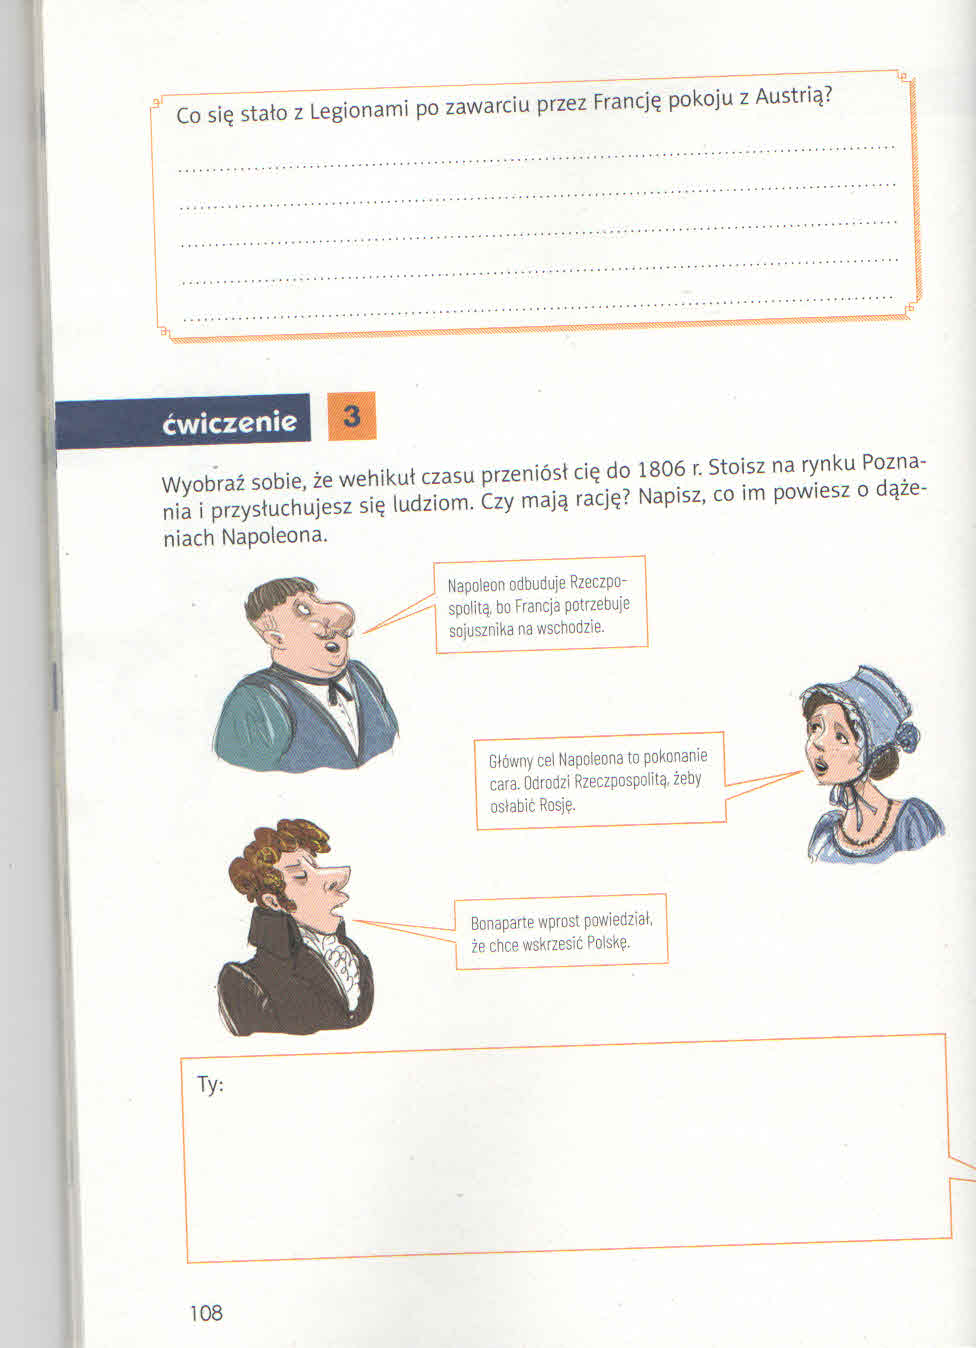 Co się stało z Legionami po zawarciu przez Francję pokoju z Austrią?
ćwiczenie 3
Wyobraź sobie, że wehikuł czasu przeniósł cię do 1806 r. Stoisz na rynku Pozna-
nia i przysłuchujesz się ludziom. Czy mają rację? Napisz, co im powiesz o dąże-
niach Napoleona.
Napoleon odbuduje Rzeczpo-
spolitą, bo Francja potrzebuje
sojusznika na wschodzie.
Główny cel Napoleona to pokonanie
cara. Odrodzi Rzeczpospolitą, żeby
osłabić Rosję.
Bonaparte wprost powiedział,
że chce wskrzesić Polskę.
Ty:
108